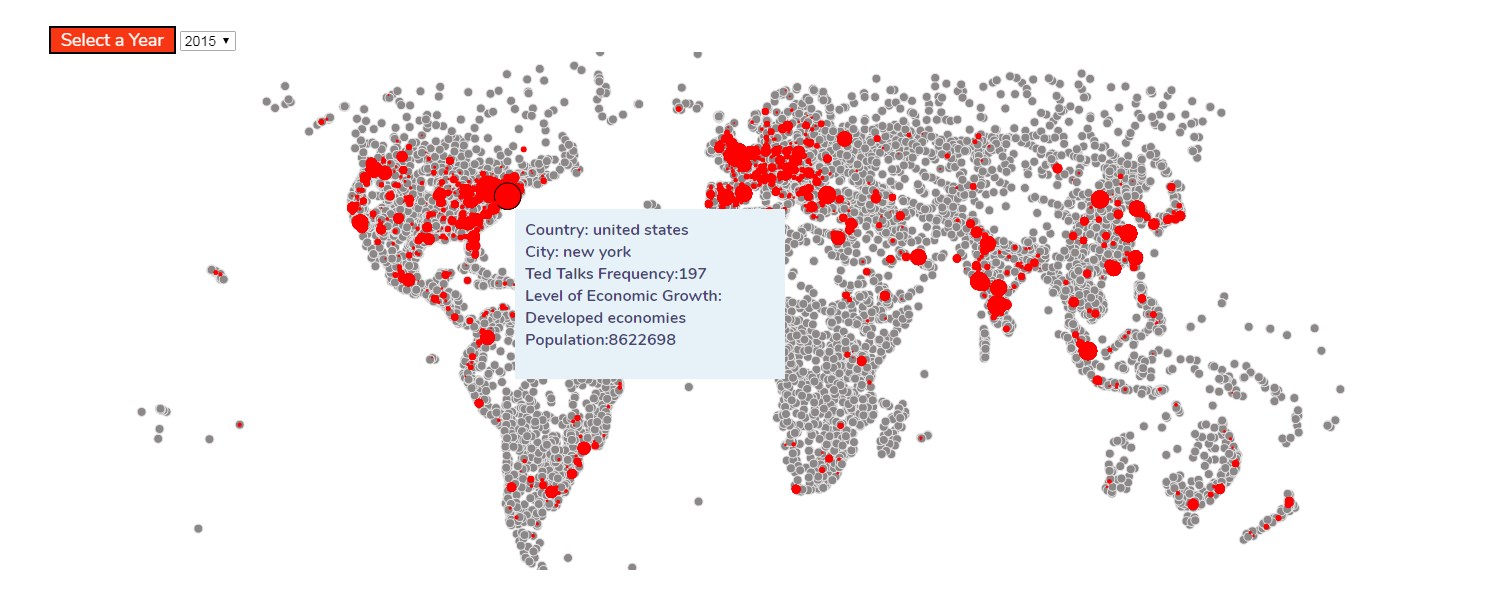 Select a Year 2015
Country: united states
City: new york
Ted Talks Frequency:197
Level of Economic Growth:
Developed economies
Population:8622698